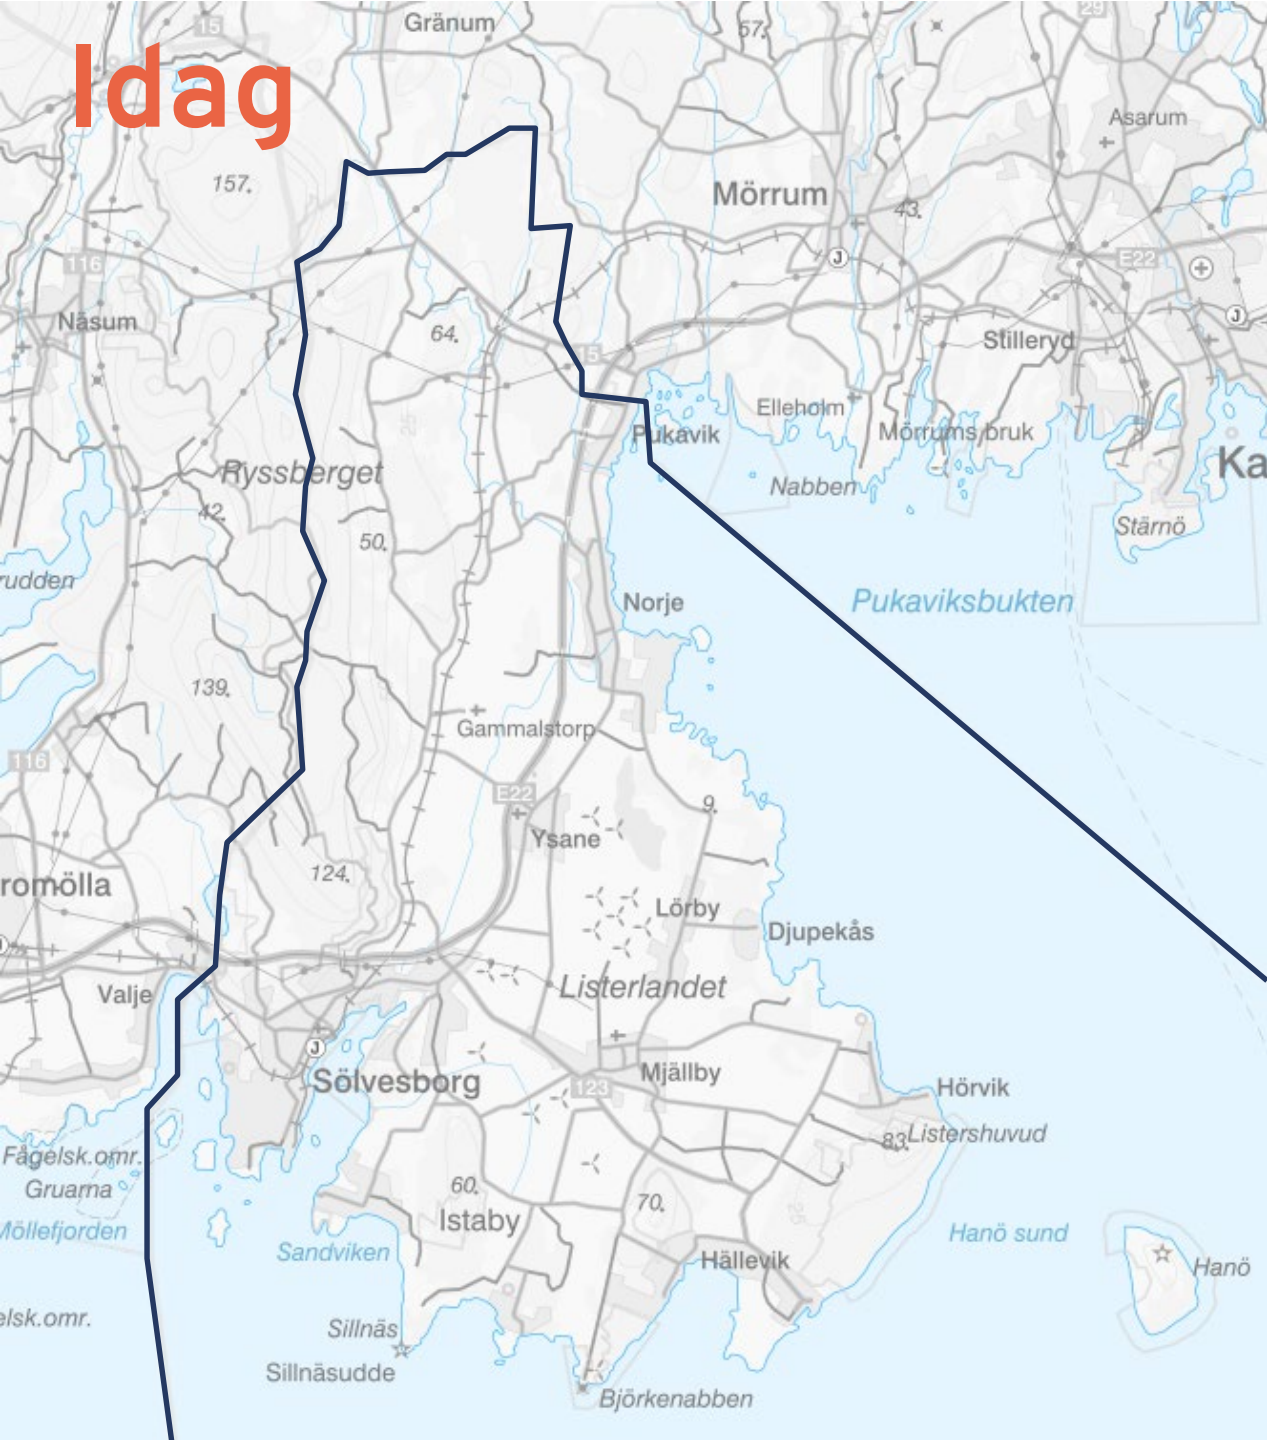 15
Gränum
57.
29
Idag
Asarum
157.
Mörrum
43.
116
J
E22
Näsum
J
64.
15
Stilleryd
Elleholm
Pukavik
Mörrums bruk
Ryssberget
Ka
Nabben
42.
Stärnö
50.
rudden
Norje
Pukaviksbukten
139.
Gammalstorp
116
E22
9.
Ysane
124.
romölla
Lörby
Djupekås
Valje
Listerlandet
J
Sölvesborg
Mjällby
123
Hörvik
83.
Listershuvud
Fågelsk.omr.
Gruarna
60.
70.
Istaby
Möllefjorden
Sandviken
Hanö sund
Hällevik
Hanö
elsk.omr.
Sillnäs
Sillnäsudde
Björkenabben